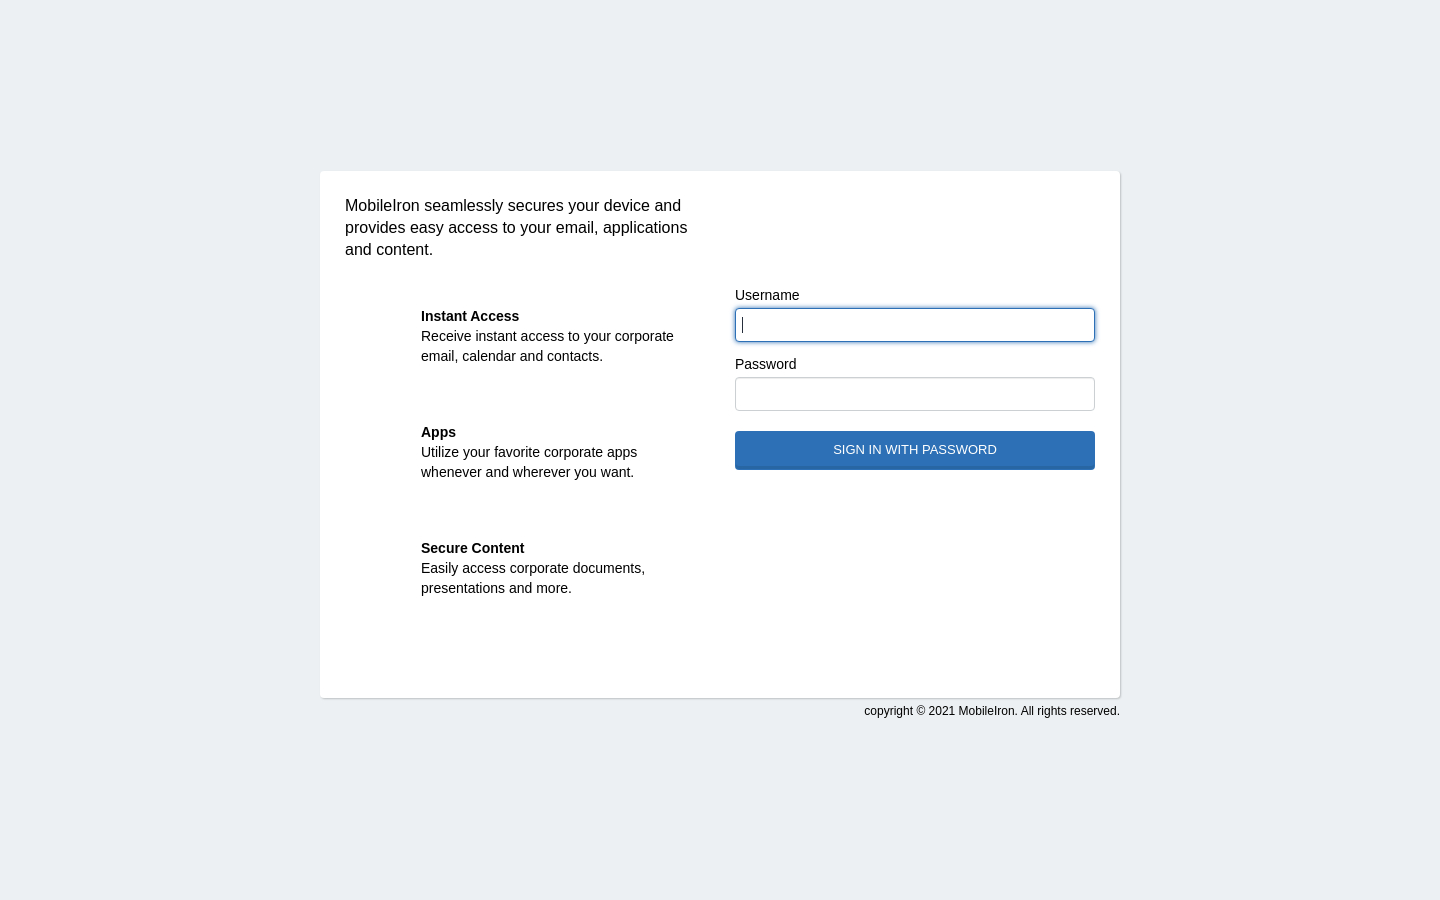 MobileIron seamlessly secures your device and
provides easy access to your email, applications
and content.
Instant Access
Receive instant access to your corporate
email, calendar and contacts.
Apps
Utilize your favorite corporate apps
whenever and wherever you want.
Secure Content
Easily access corporate documents,
presentations and more.
Username
Password
SIGN IN WITH PASSWORD
copyright © 2021 MobileIron. All rights reserved.